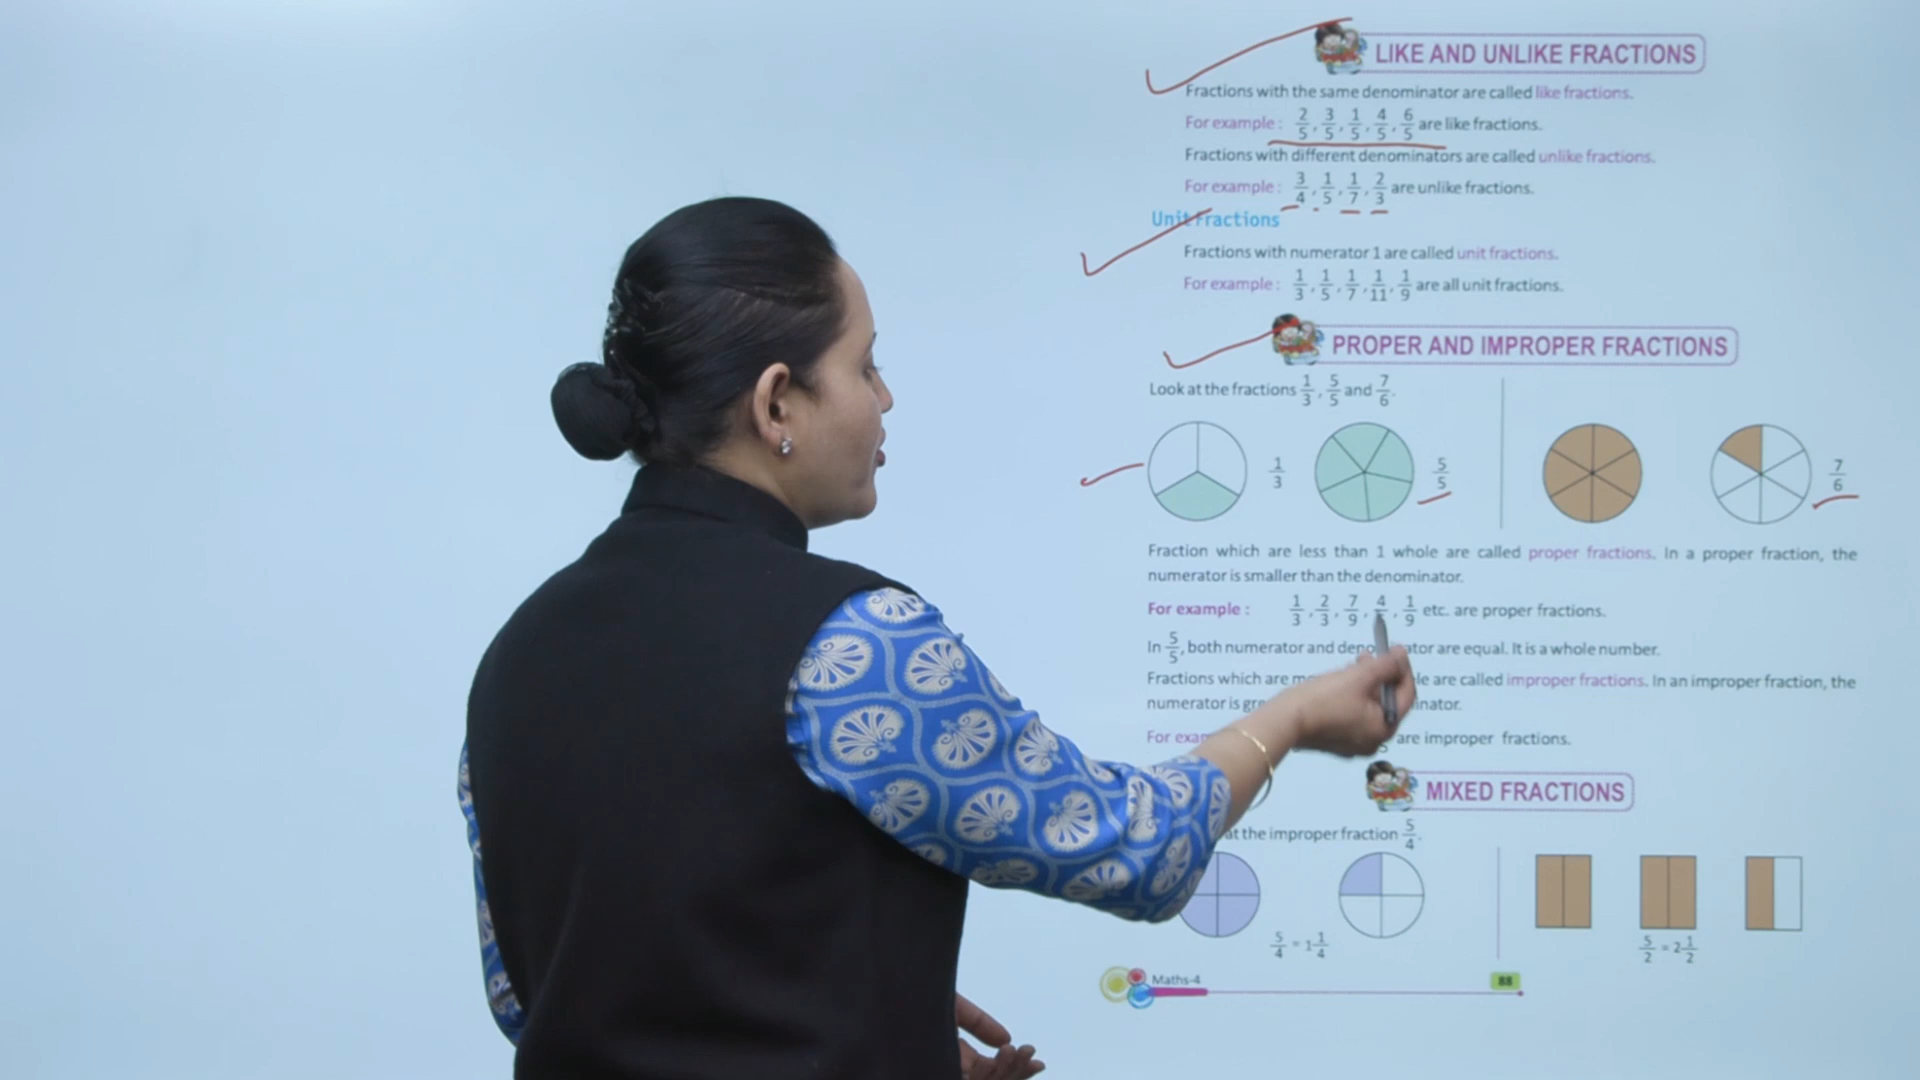 LIKE AND UNLIKE FRACTIONS
Fractions with the same denominator are called like fractions.
For example : 2/5, 3/5, 1/5, 4/5, 6/5 are like fractions.
Fractions with different denominators are called unlike fractions.
For example : 3/4, 1/5, 1/7, 2/3 are unlike fractions.
Unit Fractions
Fractions with numerator 1 are called unit fractions.
For example : 1/3, 1/5, 1/7, 1/11, 1/9 are all unit fractions.
PROPER AND IMPROPER FRACTIONS
Look at the fractions 1/3, 5/5 and 7/6.
1/3 5/5 7/6
Fraction which are less than 1 whole are called proper fractions. In a proper fraction, the
numerator is smaller than the denominator.
For example : 1/3, 2/3, 7/9, 4, 1/9 etc. are proper fractions.
In 5/5, both numerator and deno ator are equal. It is a whole number.
Fractions which are le are called improper fractions. In an improper fraction, the
numerator is inator.
For are improper fractions.
MIXED FRACTIONS
at the improper fraction 5/4.
5/4 = 1 1/4
5/2 = 2 1/2
Maths-4
88